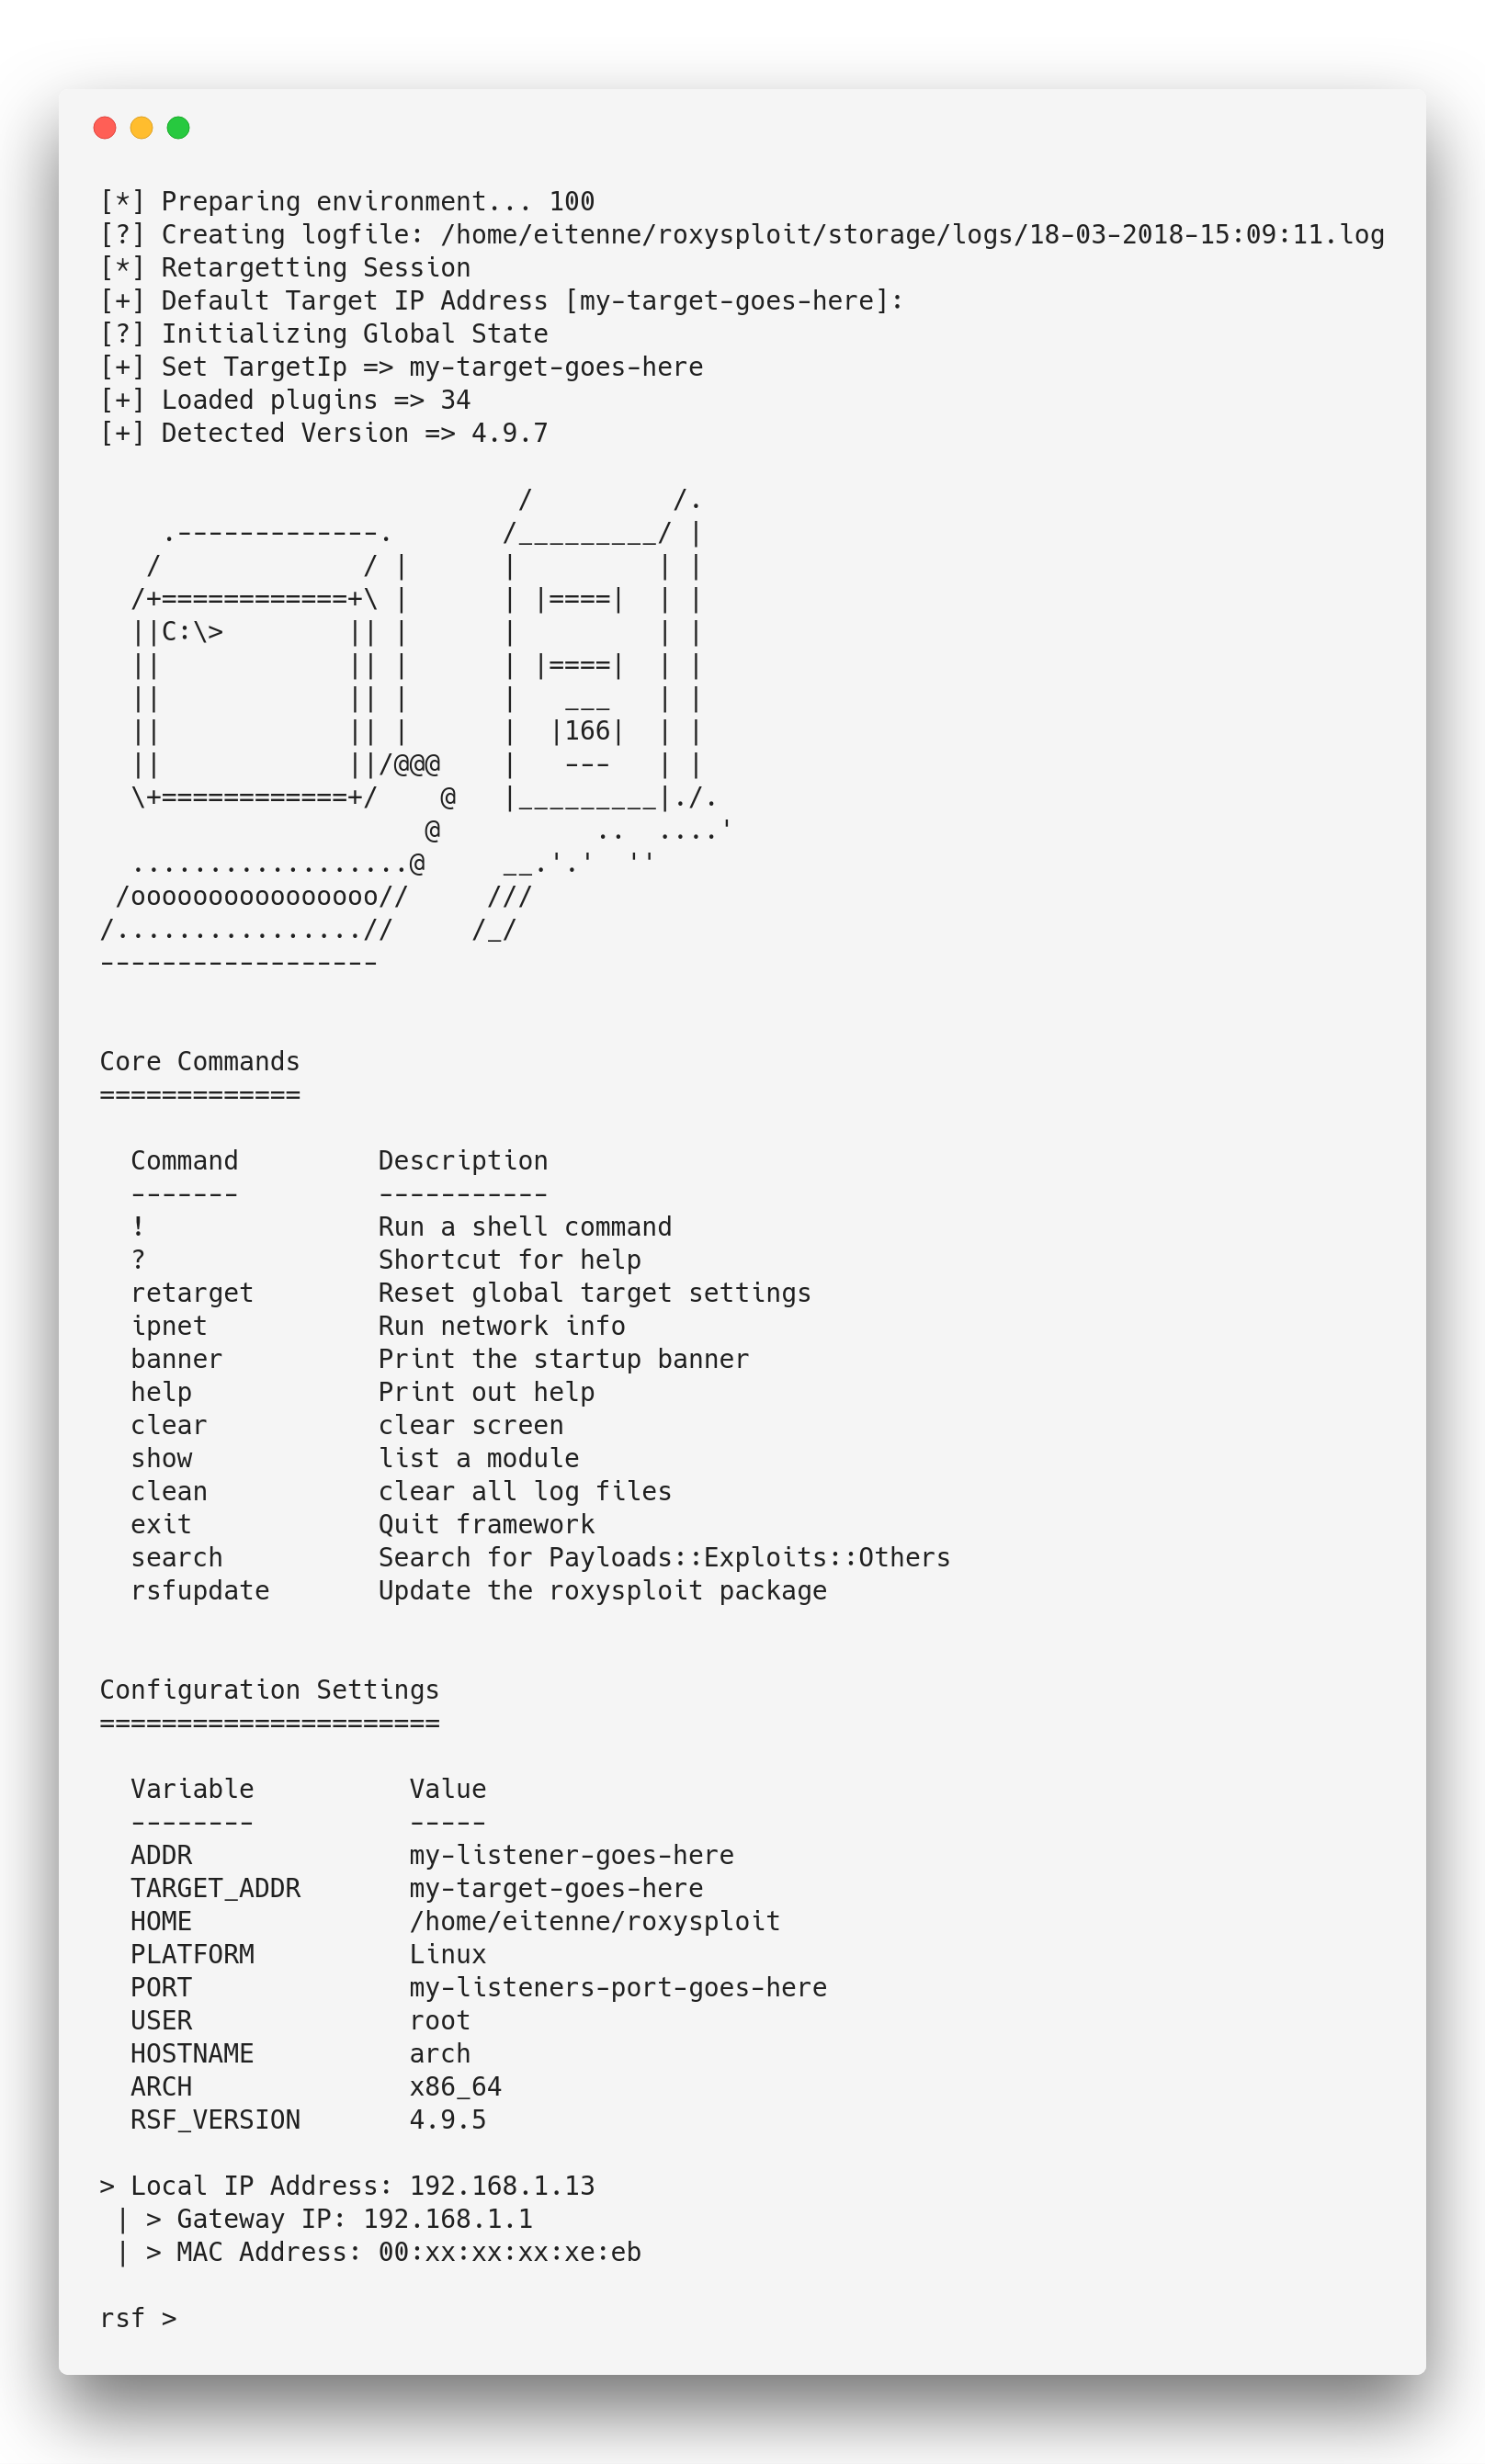 [*] Preparing environment... 100
[?] Creating logfile: /home/eitenne/roxysploit/storage/logs/18-03-2018-15:09:11.log
[*] Retargetting Session
[+] Default Target IP Address [my-target-goes-here]:
[?] Initializing Global State
[+] Set TargetIp => my-target-goes-here
[+] Loaded plugins => 34
[+] Detected Version => 4.9.7

                           /         /.
    .-------------.       /_________/ |
   /             / |      |         | |
  /+============+\ |      | |====|  | |
  ||C:\>        || |      |         | |
  ||            || |      | |====|  | |
  ||            || |      |   ___   | |
  ||            || |      |  |166|  | |
  ||            ||/@@@    |   ---   | |
  \+============+/    @   |_________|./.
                     @          ..  ....'
  ..................@     __.'.'  ''
 /oooooooooooooooo//     ///
/................//     /_/
------------------

Core Commands
=============

  Command         Description
  -------         -----------
  !               Run a shell command
  ?               Shortcut for help
  retarget        Reset global target settings
  ipnet           Run network info
  banner          Print the startup banner
  help            Print out help
  clear           clear screen
  show            list a module
  clean           clear all log files
  exit            Quit framework
  search          Search for Payloads::Exploits::Others
  rsfupdate       Update the roxysploit package

Configuration Settings
======================

  Variable          Value
  --------          -----
  ADDR              my-listener-goes-here
  TARGET_ADDR       my-target-goes-here
  HOME              /home/eitenne/roxysploit
  PLATFORM          Linux
  PORT              my-listeners-port-goes-here
  USER              root
  HOSTNAME          arch
  ARCH              x86_64
  RSF_VERSION       4.9.5

> Local IP Address: 192.168.1.13
 | > Gateway IP: 192.168.1.1
 | > MAC Address: 00:xx:xx:xx:xe:eb

rsf >